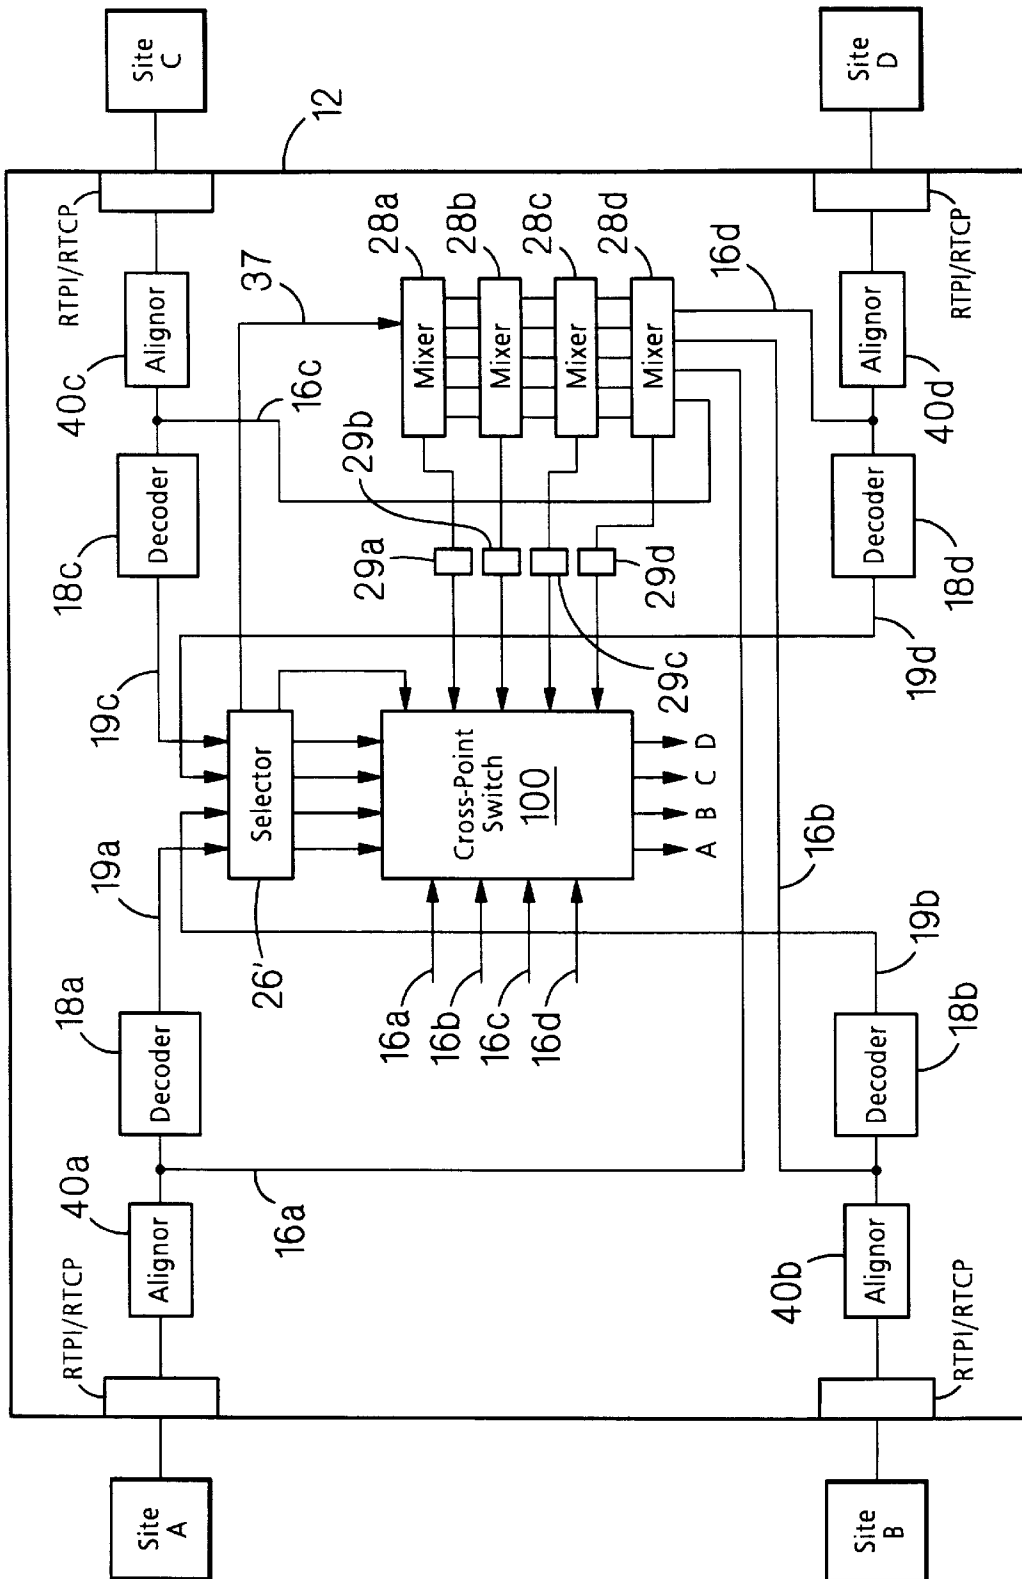 Site
A
RTPI/RTCP
Alignor
40a
16a
Decoder
18a
19a
Selector
26'
19c
Decoder
18c
16c
Alignor
40c
RTPI/RTCP
Site
C
12
37
16a
16b
16c
16d
Cross-Point
Switch
100
A
B
C
D
29a
29b
29c
29d
Mixer
28a
Mixer
28b
Mixer
28c
Mixer
28d
16d
16b
Site
B
RTPI/RTCP
Alignor
40b
Decoder
18b
19b
19d
Decoder
18d
Alignor
40d
RTPI/RTCP
Site
D